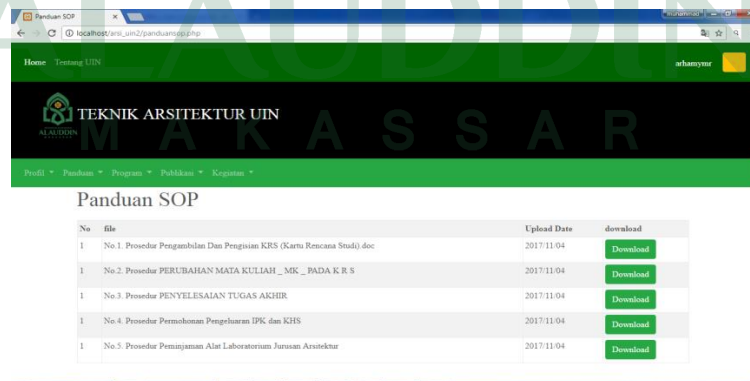 ALAUDDIN
Panduan SOP
muhammad
localhost/arsi_uin2/panduansop.php
Home Tentang UIN
arhamymr
TEKNIK ARSITEKTUR UIN
ALAUDDIN
MAKASSAR
Profil Panduan Program Publikasi Kegiatan
Panduan SOP
No file Upload Date download
1 No.1. Prosedur Pengambilan Dan Pengisian KRS (Kartu Rencana Studi).doc 2017/11/04 Download
1 No.2. Prosedur PERUBAHAN MATA KULIAH _ MK _ PADA K R S 2017/11/04 Download
1 No.3. Prosedur PENYELESAIAN TUGAS AKHIR 2017/11/04 Download
1 No.4. Prosedur Permohonan Pengeluaran IPK dan KHS 2017/11/04 Download
1 No.5. Prosedur Peminjaman Alat Laboratorium Jurusan Arsitektur 2017/11/04 Download